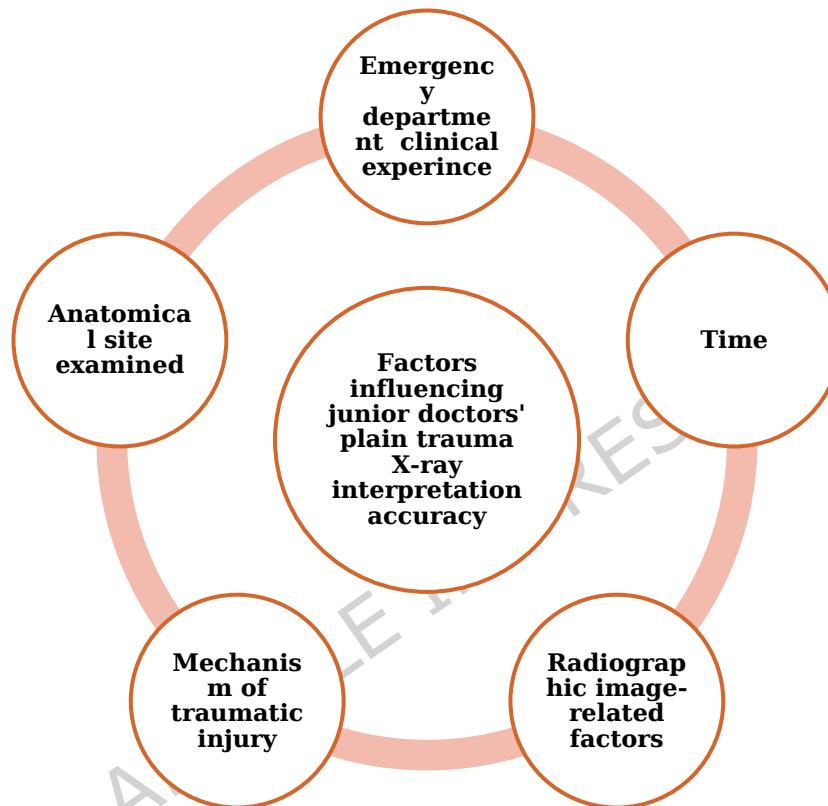 Emergenc
y
departme
nt clinical
experince
Anatomica
l site
examined
Time
Factors
influencing
junior doctors'
plain trauma
X-ray
interpretation
accuracy
Mechanis
m of
traumatic
injury
Radiograp
hic image-
related
factors